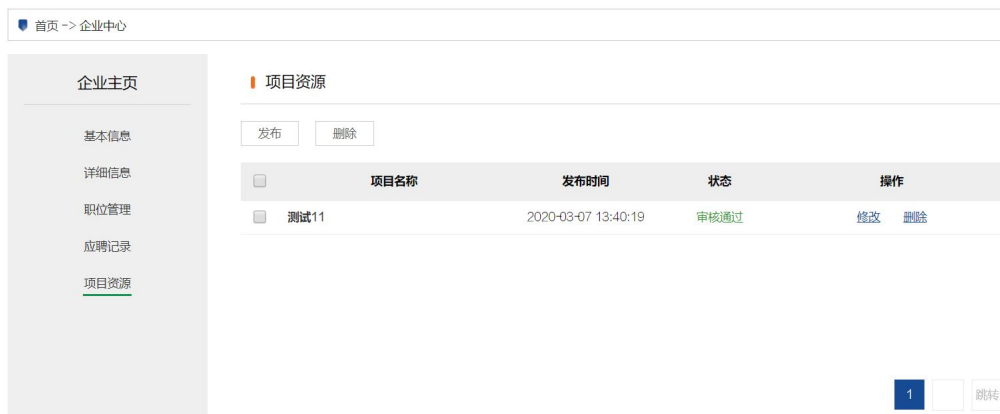 首页 -> 企业中心
企业主页
基本信息
详细信息
职位管理
应聘记录
项目资源
项目资源
发布 删除
项目名称 发布时间 状态 操作
测试11 2020-03-07 13:40:19 审核通过 修改 删除
1 跳转